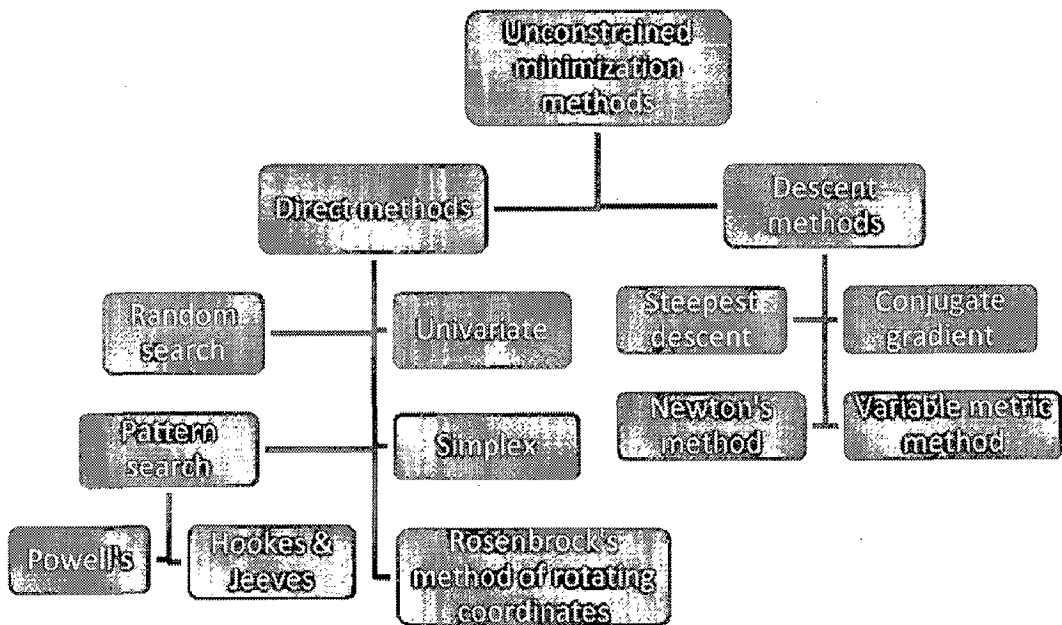 Unconstrained
minimization
methods
Direct methods
Descent
methods
Random
search
Univariate
Steepest
descent
Conjugate
gradient
Pattern
search
Simplex
Newton's
method
Variable metric
method
Powell's
Hookes &
Jeeves
Rosenbrock's
method of rotating
coordinates